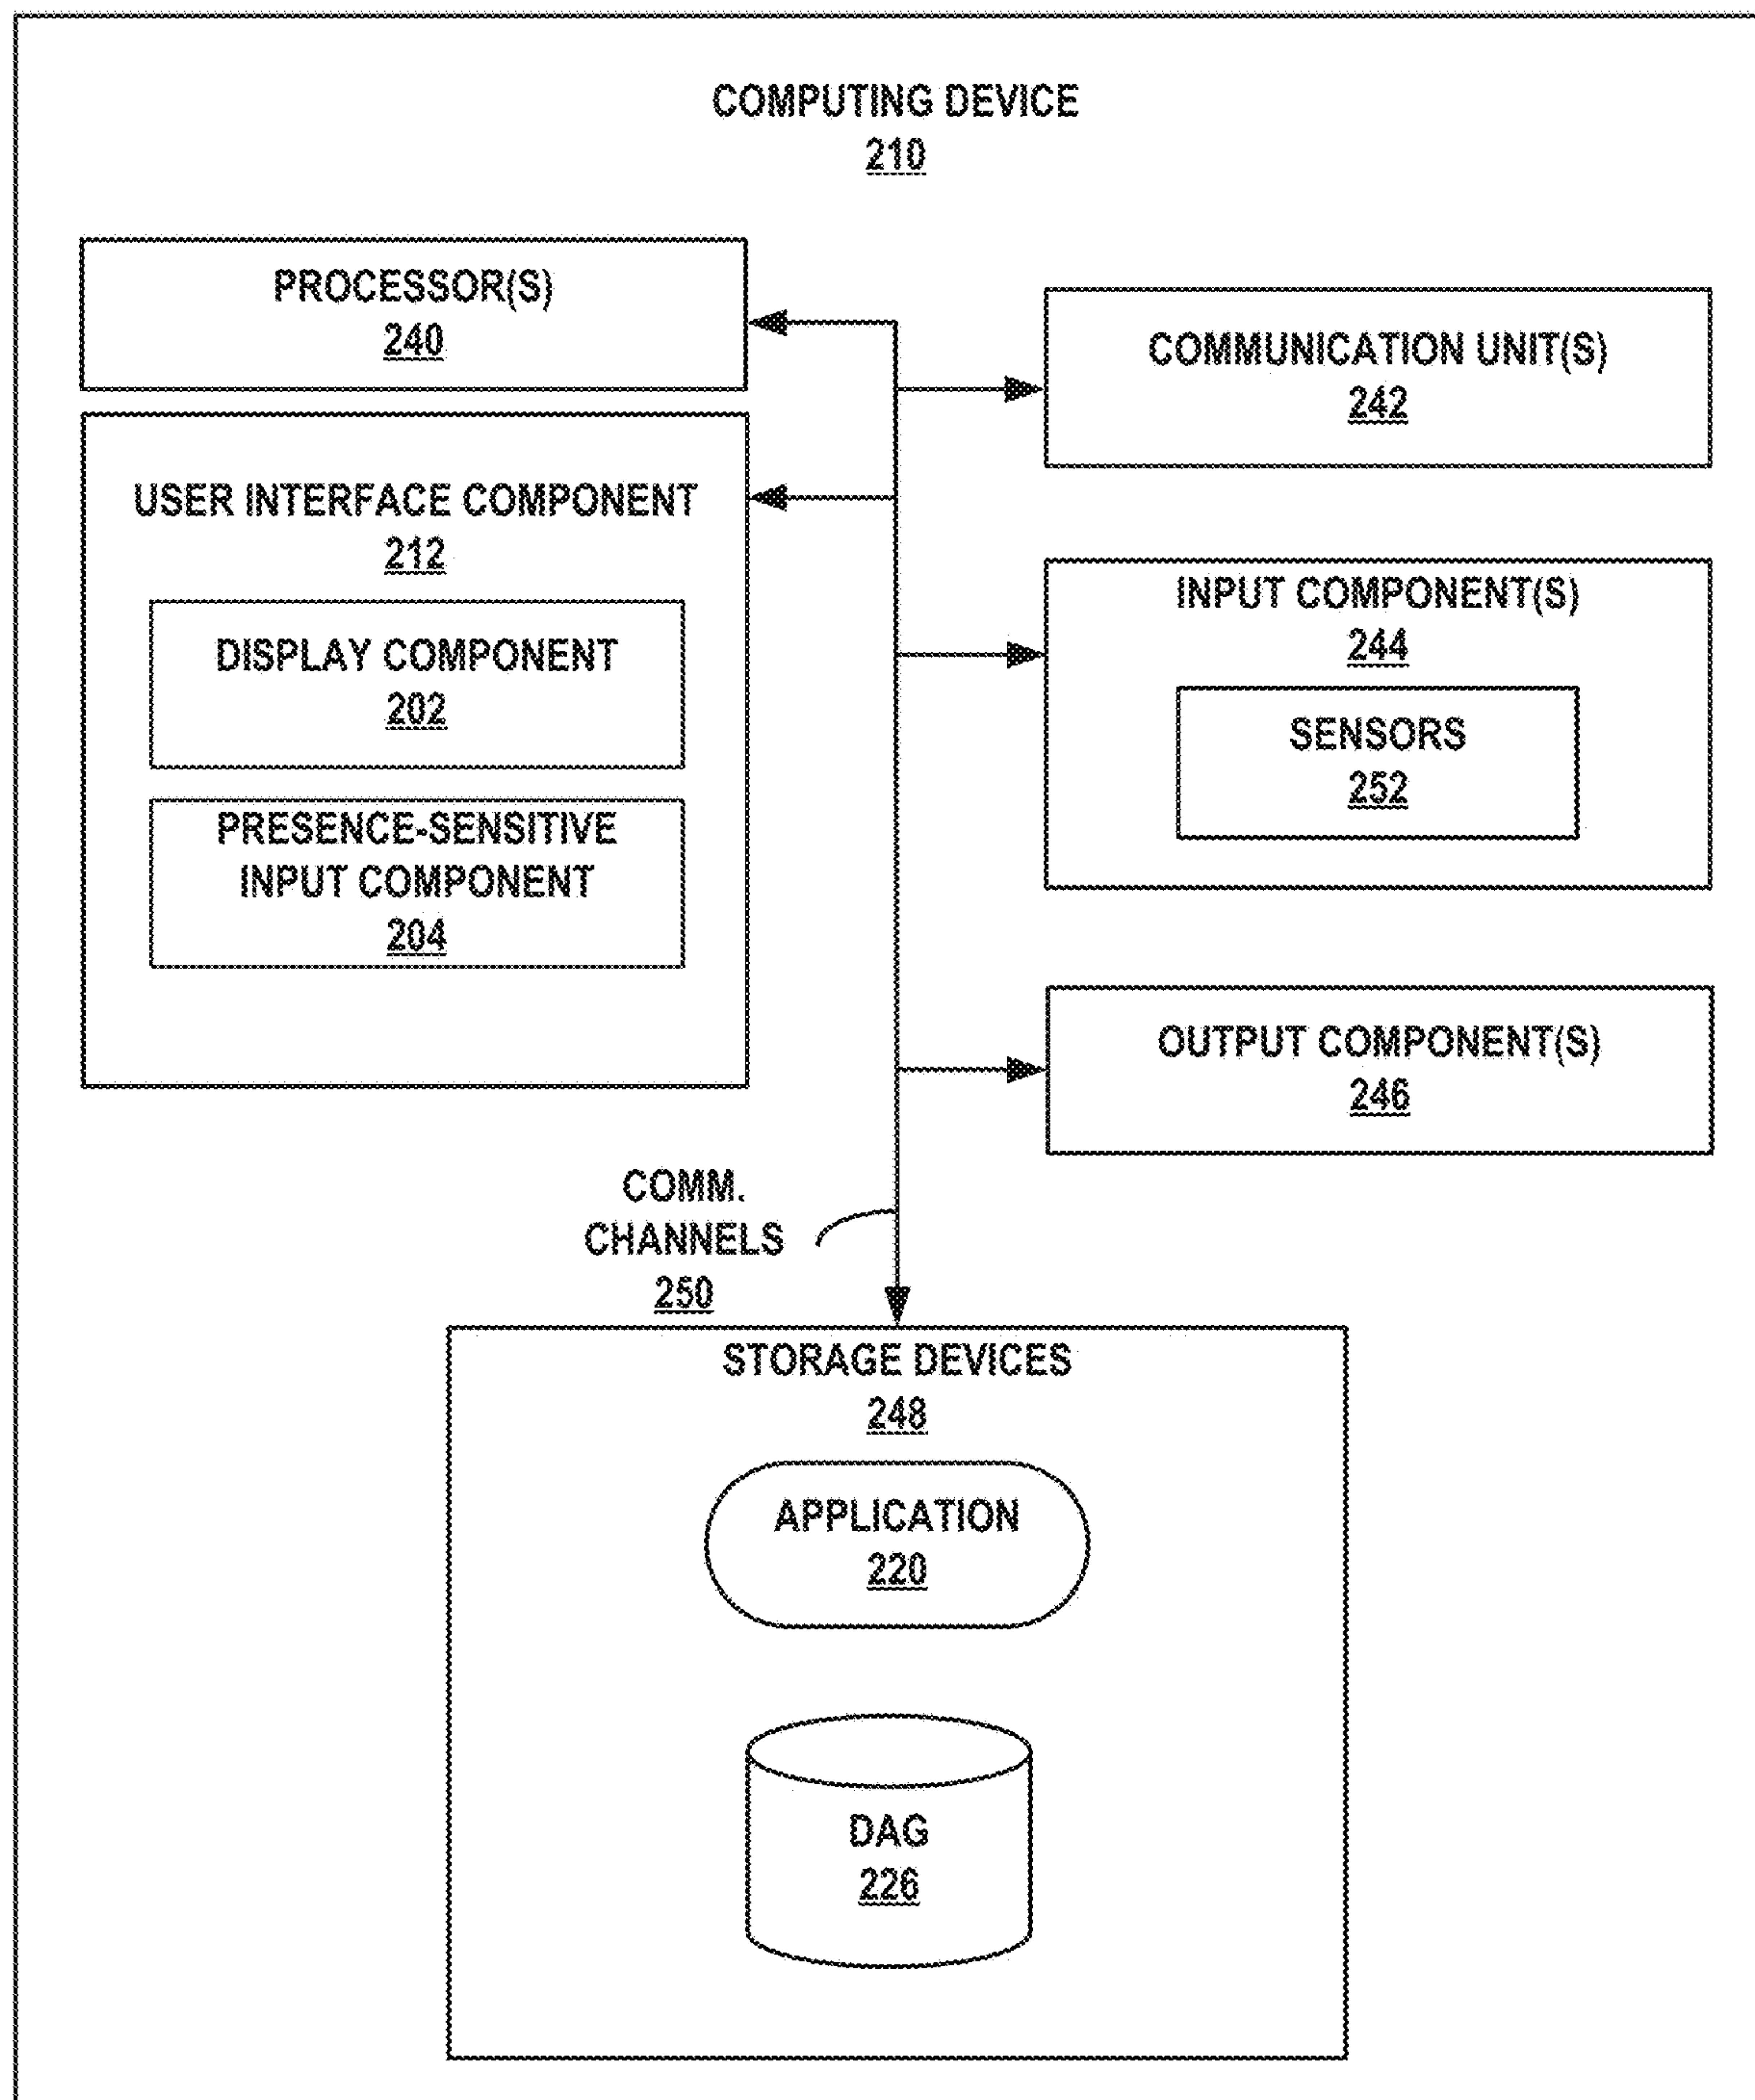 COMPUTING DEVICE
210
PROCESSOR(S)
240
COMMUNICATION UNIT(S)
242
USER INTERFACE COMPONENT
212
DISPLAY COMPONENT
202
PRESENCE-SENSITIVE
INPUT COMPONENT
204
INPUT COMPONENT(S)
244
SENSORS
252
OUTPUT COMPONENT(S)
246
COMM.
CHANNELS
250
STORAGE DEVICES
248
APPLICATION
220
DAG
226